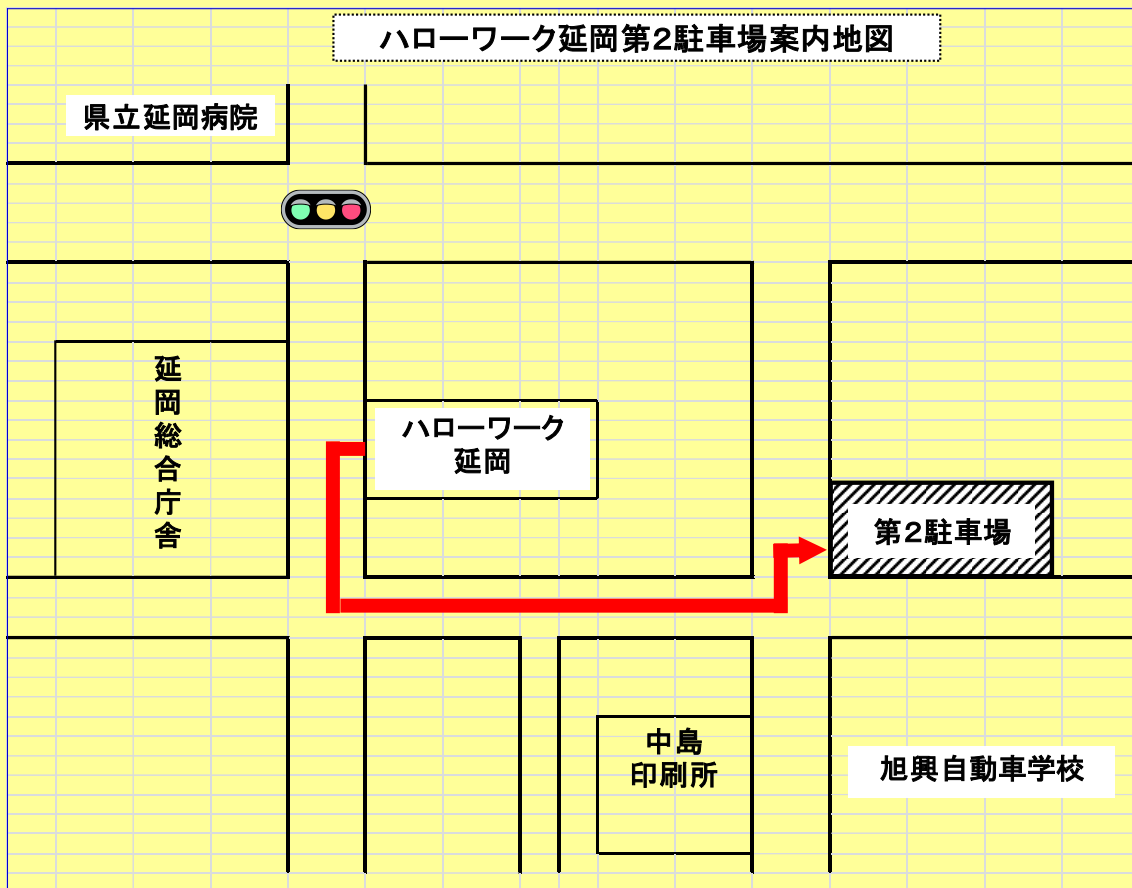 ハローワーク延岡第2駐車場案内地図
県立延岡病院
延岡総合庁舎
ハローワーク
延岡
第2駐車場
中島
印刷所
旭興自動車学校